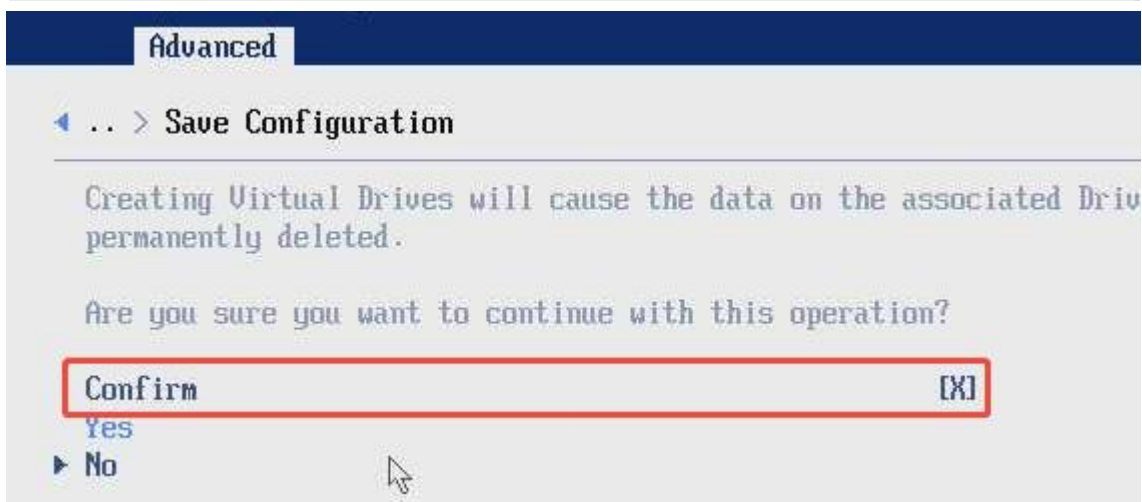 Advanced
.. > Save Configuration
Creating Virtual Drives will cause the data on the associated Driv
permanently deleted.
Are you sure you want to continue with this operation?
Confirm [X]
Yes
No